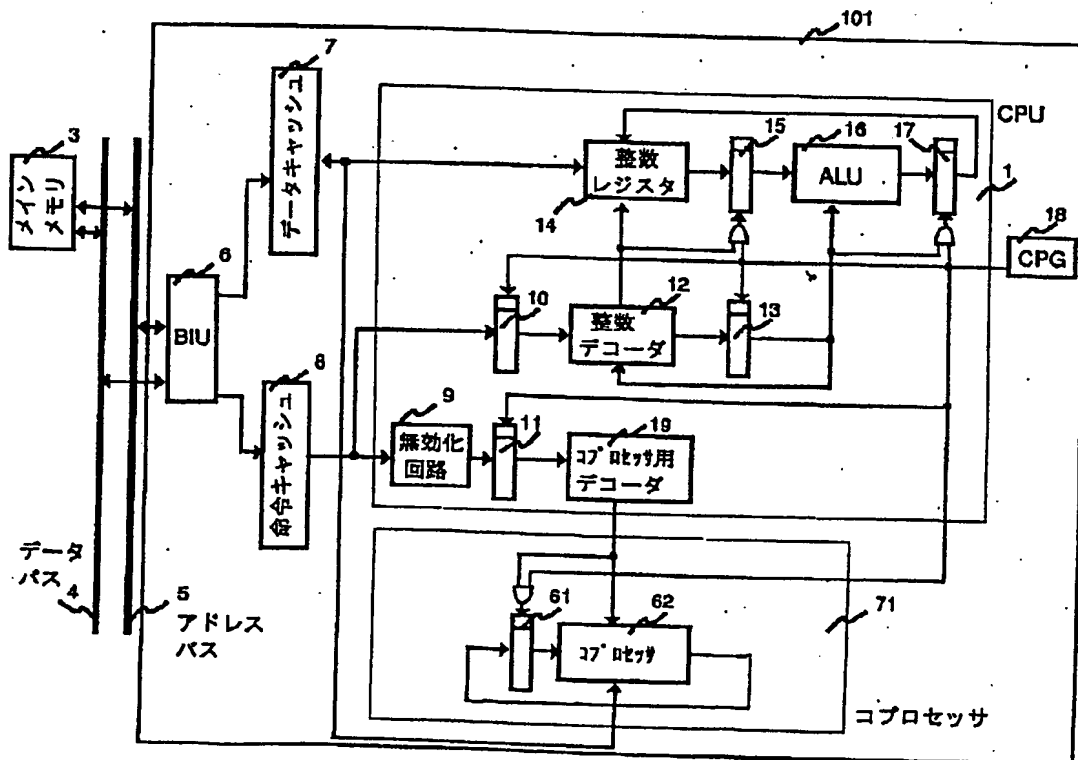 101
7
データキャッシュ
3
メイン
メモリ
6
BIU
8
命令キャッシュ
CPU
1
15
16
17
整数
レジスタ
14
ALU
18
CPG
10
12
整数
デコーダ
13
9
無効化
回路
11
19
コプロセッサ用
デコーダ
データ
バス
4
5
アドレス
バス
61
62
コプロセッサ
71
コプロセッサ